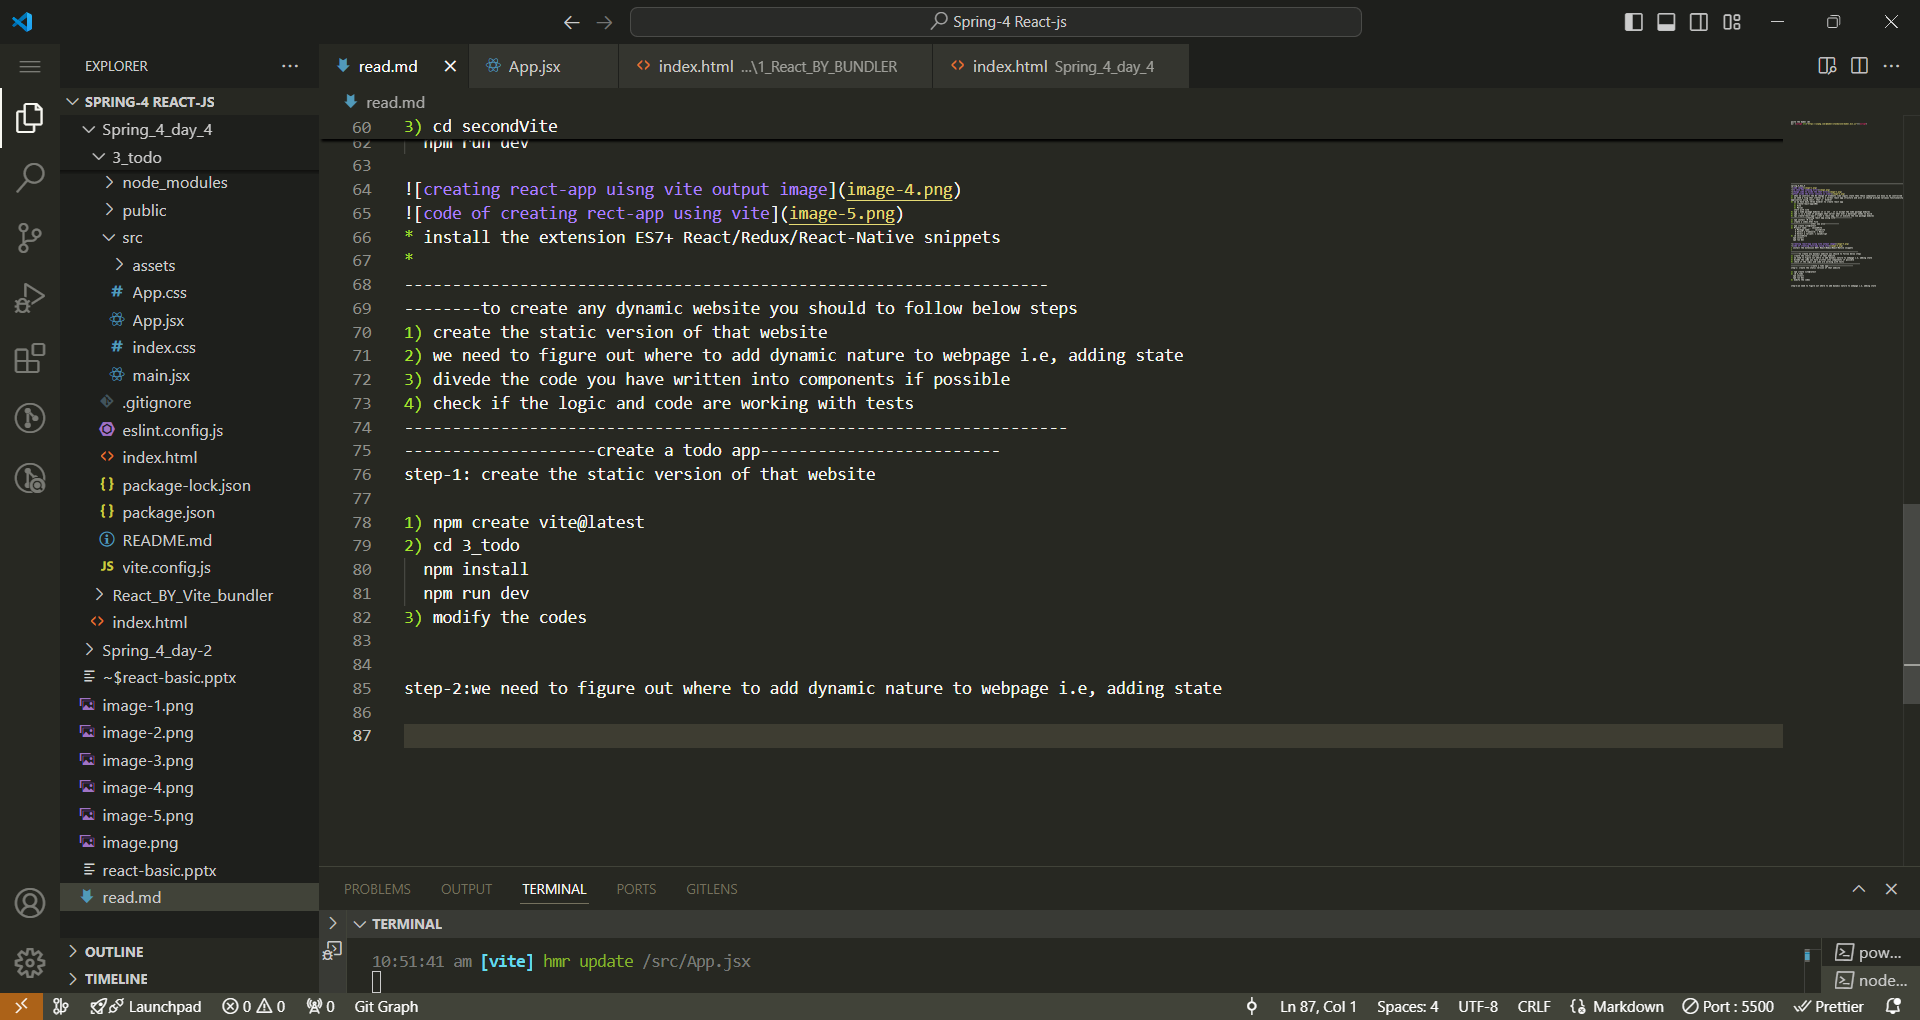 Spring-4 React-js
EXPLORER
read.md
App.jsx
index.html ...\1_React_BY_BUNDLER
index.html Spring_4_day_4
SPRING-4 REACT-JS
Spring_4_day_4
3_todo
node_modules
public
src
assets
App.css
App.jsx
index.css
main.jsx
.gitignore
eslint.config.js
index.html
package-lock.json
package.json
README.md
vite.config.js
React_BY_Vite_bundler
index.html
Spring_4_day-2
~$react-basic.pptx
image-1.png
image-2.png
image-3.png
image-4.png
image-5.png
image.png
react-basic.pptx
read.md
OUTLINE
TIMELINE
read.md
60 3) cd secondVite
62 npm run dev
63
64 ![creating react-app uisng vite output image](image-4.png)
65 ![code of creating rect-app using vite](image-5.png)
66 * install the extension ES7+ React/Redux/React-Native snippets
67 *
68 -------------------------------------------------------------------
69 --------to create any dynamic website you should to follow below steps
70 1) create the static version of that website
71 2) we need to figure out where to add dynamic nature to webpage i.e, adding state
72 3) divede the code you have written into components if possible
73 4) check if the logic and code are working with tests
74 ---------------------------------------------------------------------
75 --------------------create a todo app-------------------------
76 step-1: create the static version of that website
77
78 1) npm create vite@latest
79 2) cd 3_todo
80 npm install
81 npm run dev
82 3) modify the codes
83
84
85 step-2:we need to figure out where to add dynamic nature to webpage i.e, adding state
86
87
PROBLEMS OUTPUT TERMINAL PORTS GITLENS
TERMINAL
10:51:41 am [vite] hmr update /src/App.jsx
pow...
node...
Launchpad 0 0 0 Git Graph Ln 87, Col 1 Spaces: 4 UTF-8 CRLF {} Markdown Port : 5500 Prettier